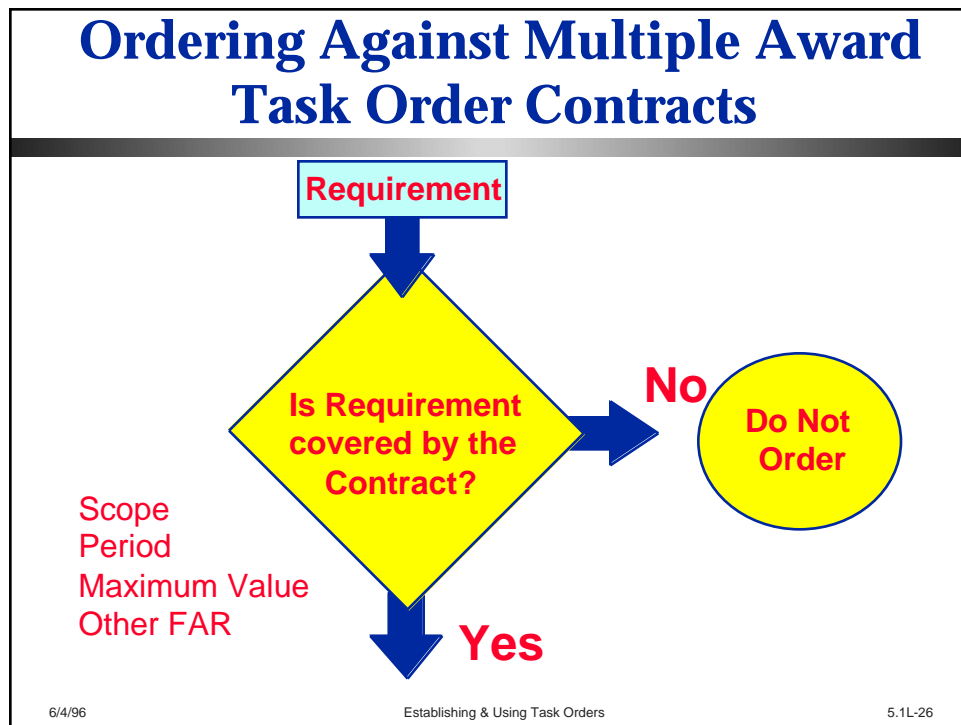 Ordering Against Multiple Award
Task Order Contracts
Requirement
Is Requirement
covered by the
Contract?
No
Do Not
Order
Scope
Period
Maximum Value
Other FAR
Yes
6/4/96
Establishing & Using Task Orders
5.1L-26